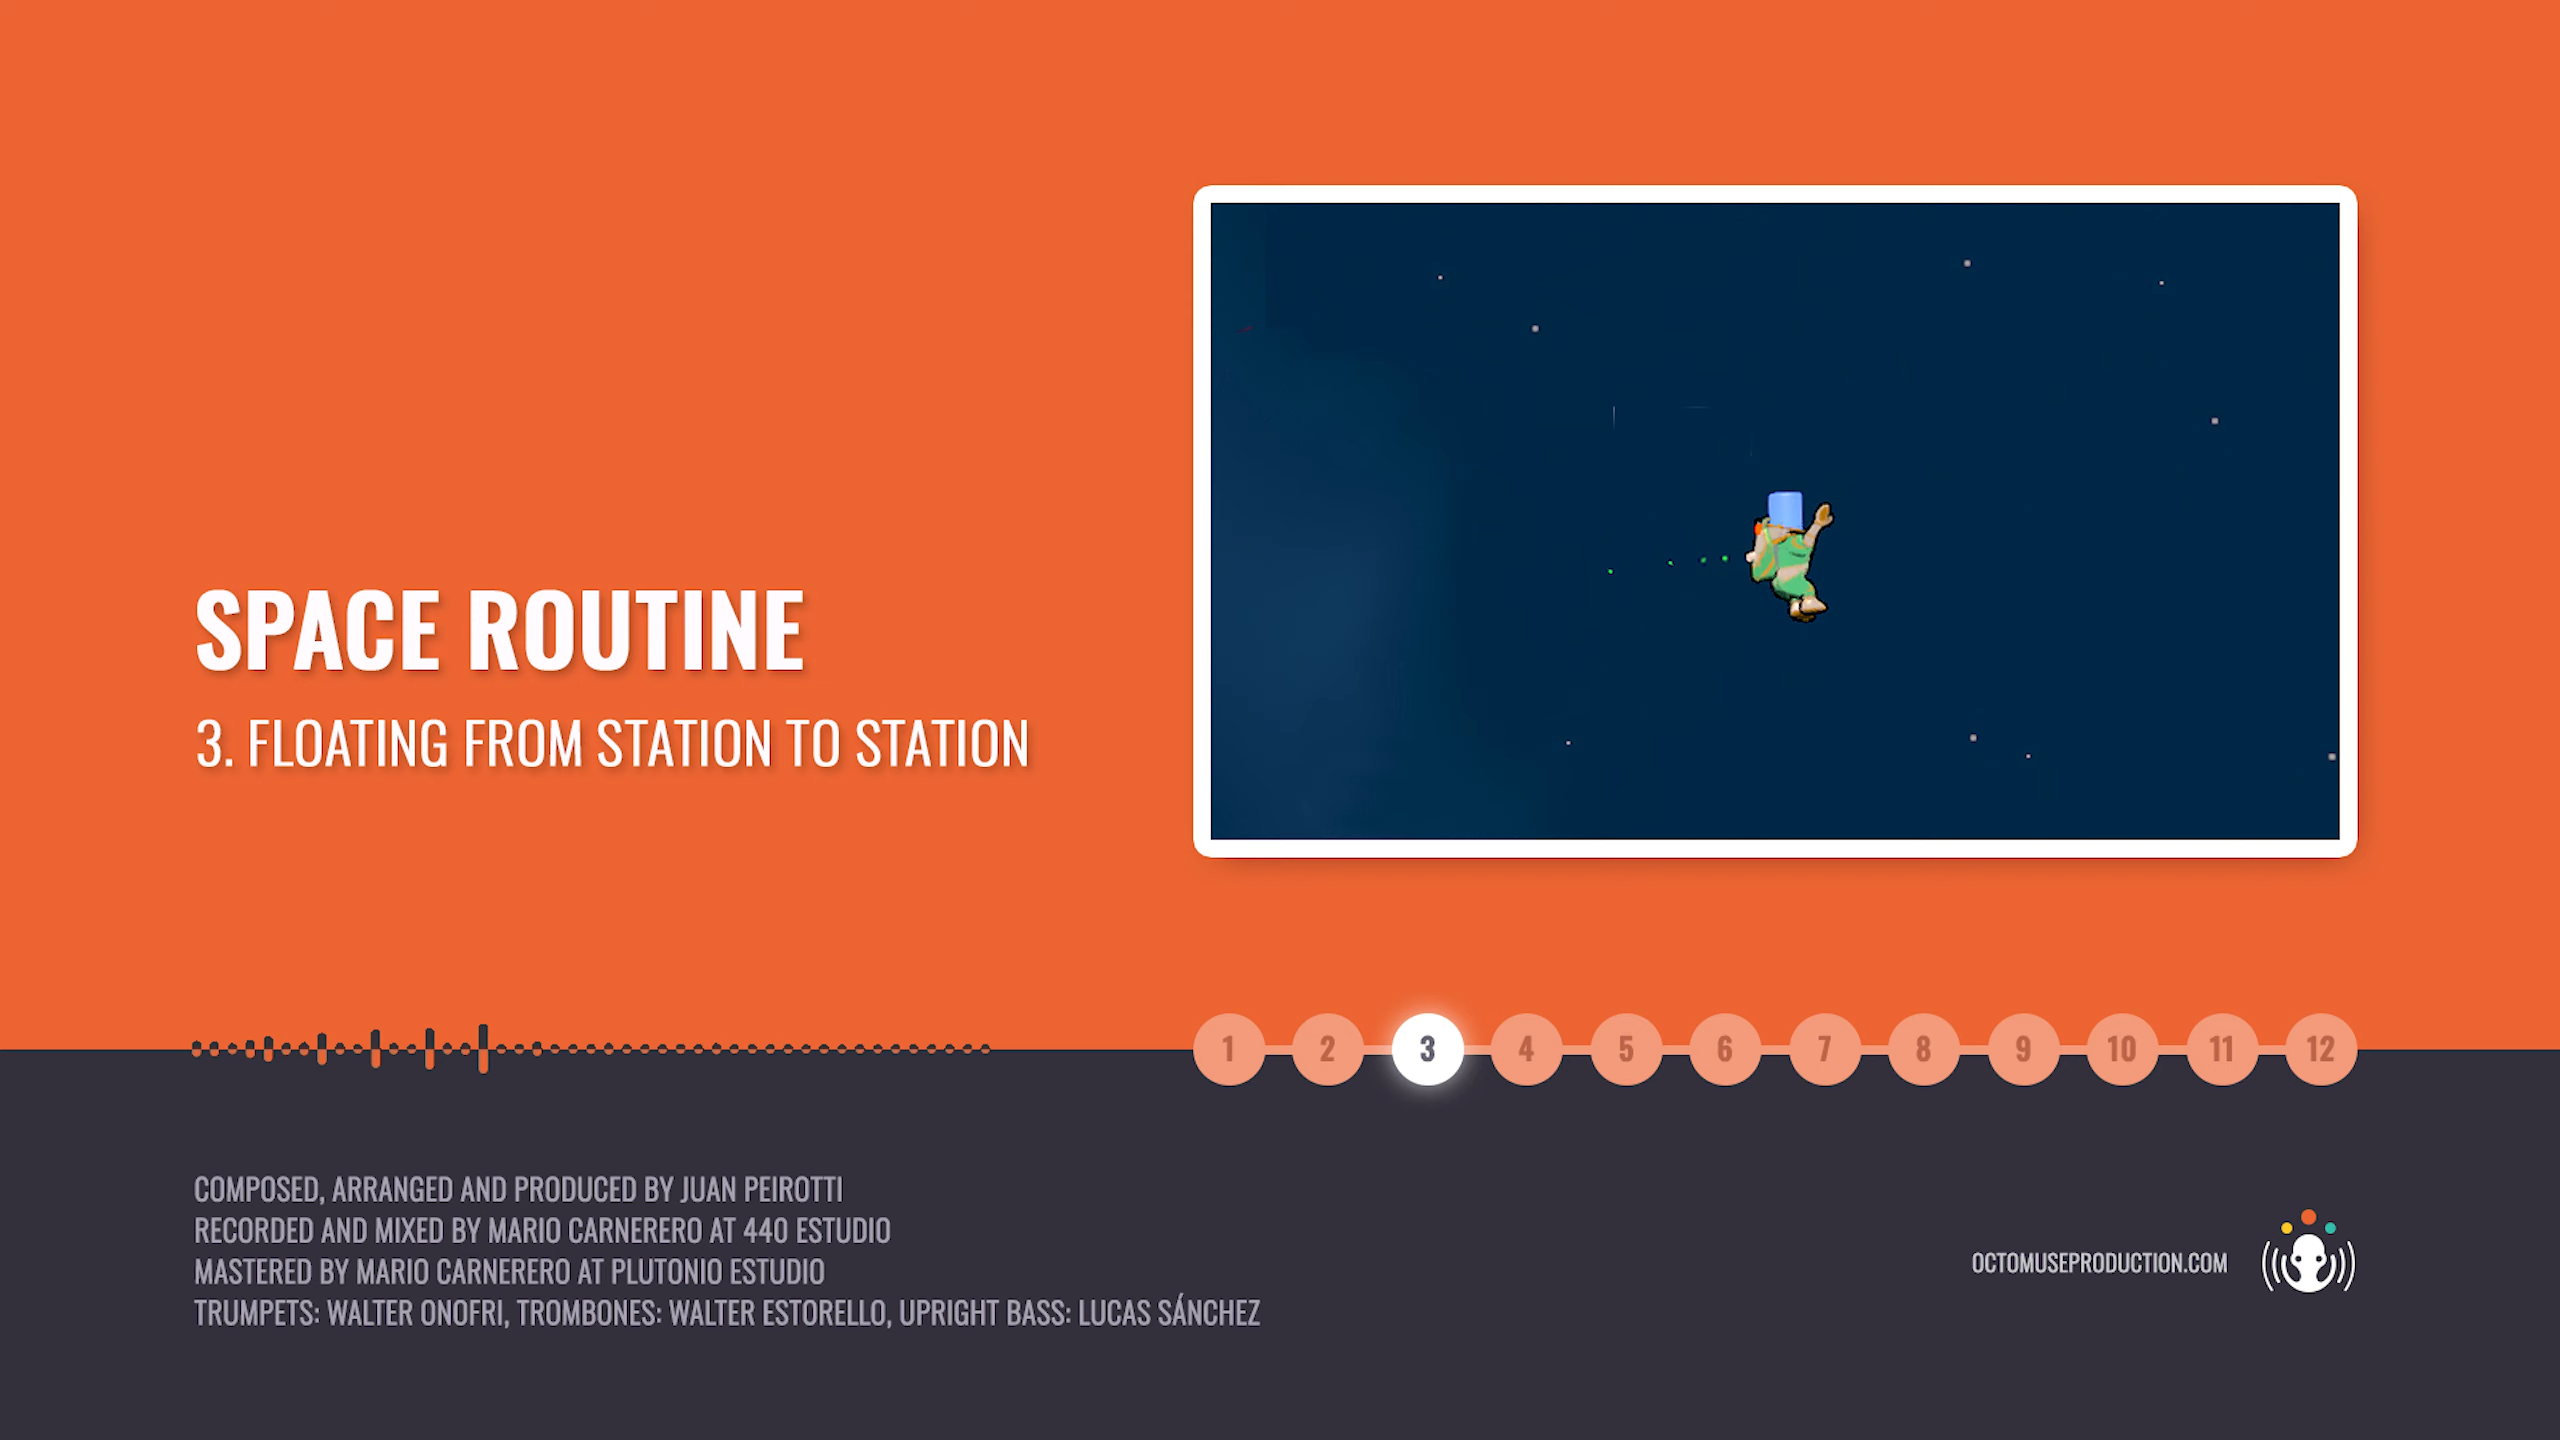 SPACE ROUTINE
3. FLOATING FROM STATION TO STATION
1 2 3 4 5 6 7 8 9 10 11 12
COMPOSED, ARRANGED AND PRODUCED BY JUAN PEIROTTI
RECORDED AND MIXED BY MARIO CARNERERO AT 440 ESTUDIO
MASTERED BY MARIO CARNERERO AT PLUTONIO ESTUDIO
TRUMPETS: WALTER ONOFRI, TROMBONES: WALTER ESTORELLO, UPRIGHT BASS: LUCAS SÁNCHEZ
OCTOMUSEPRODUCTION.COM